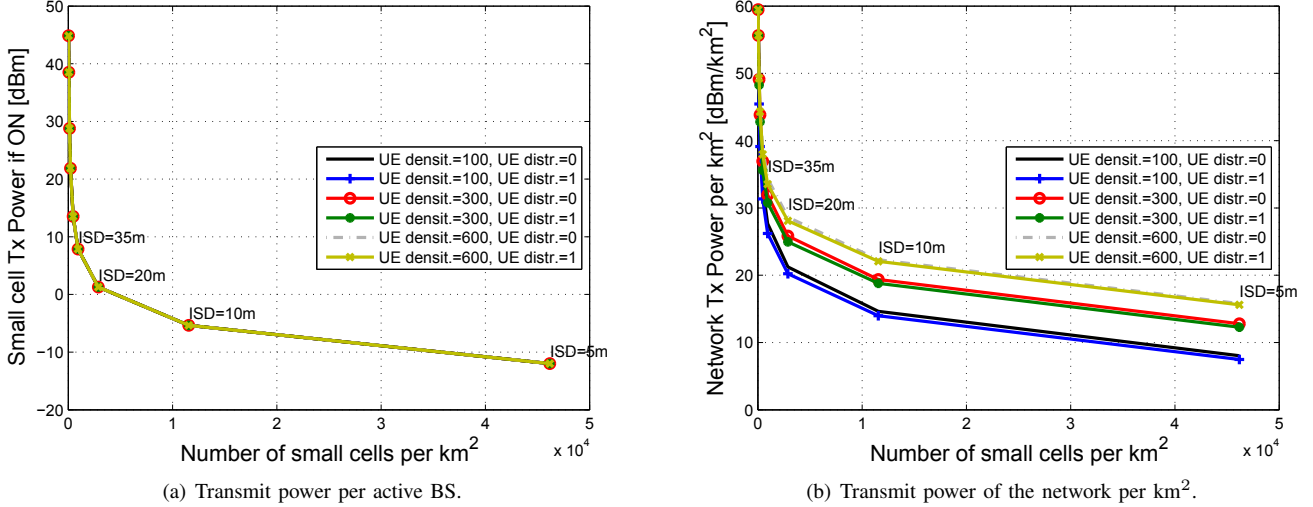 Small cell Tx Power if ON [dBm]
50
40
30
20
10
0
−10
−20
0
1
2
3
4
5
x 10^4
Number of small cells per km^2
ISD=35m
ISD=20m
ISD=10m
ISD=5m
UE densit.=100, UE distr.=0
UE densit.=100, UE distr.=1
UE densit.=300, UE distr.=0
UE densit.=300, UE distr.=1
UE densit.=600, UE distr.=0
UE densit.=600, UE distr.=1
(a) Transmit power per active BS.
Network Tx Power per km^2 [dBm/km^2]
60
50
40
30
20
10
0
0
1
2
3
4
5
x 10^4
Number of small cells per km^2
ISD=35m
ISD=20m
ISD=10m
ISD=5m
UE densit.=100, UE distr.=0
UE densit.=100, UE distr.=1
UE densit.=300, UE distr.=0
UE densit.=300, UE distr.=1
UE densit.=600, UE distr.=0
UE densit.=600, UE distr.=1
(b) Transmit power of the network per km^2.